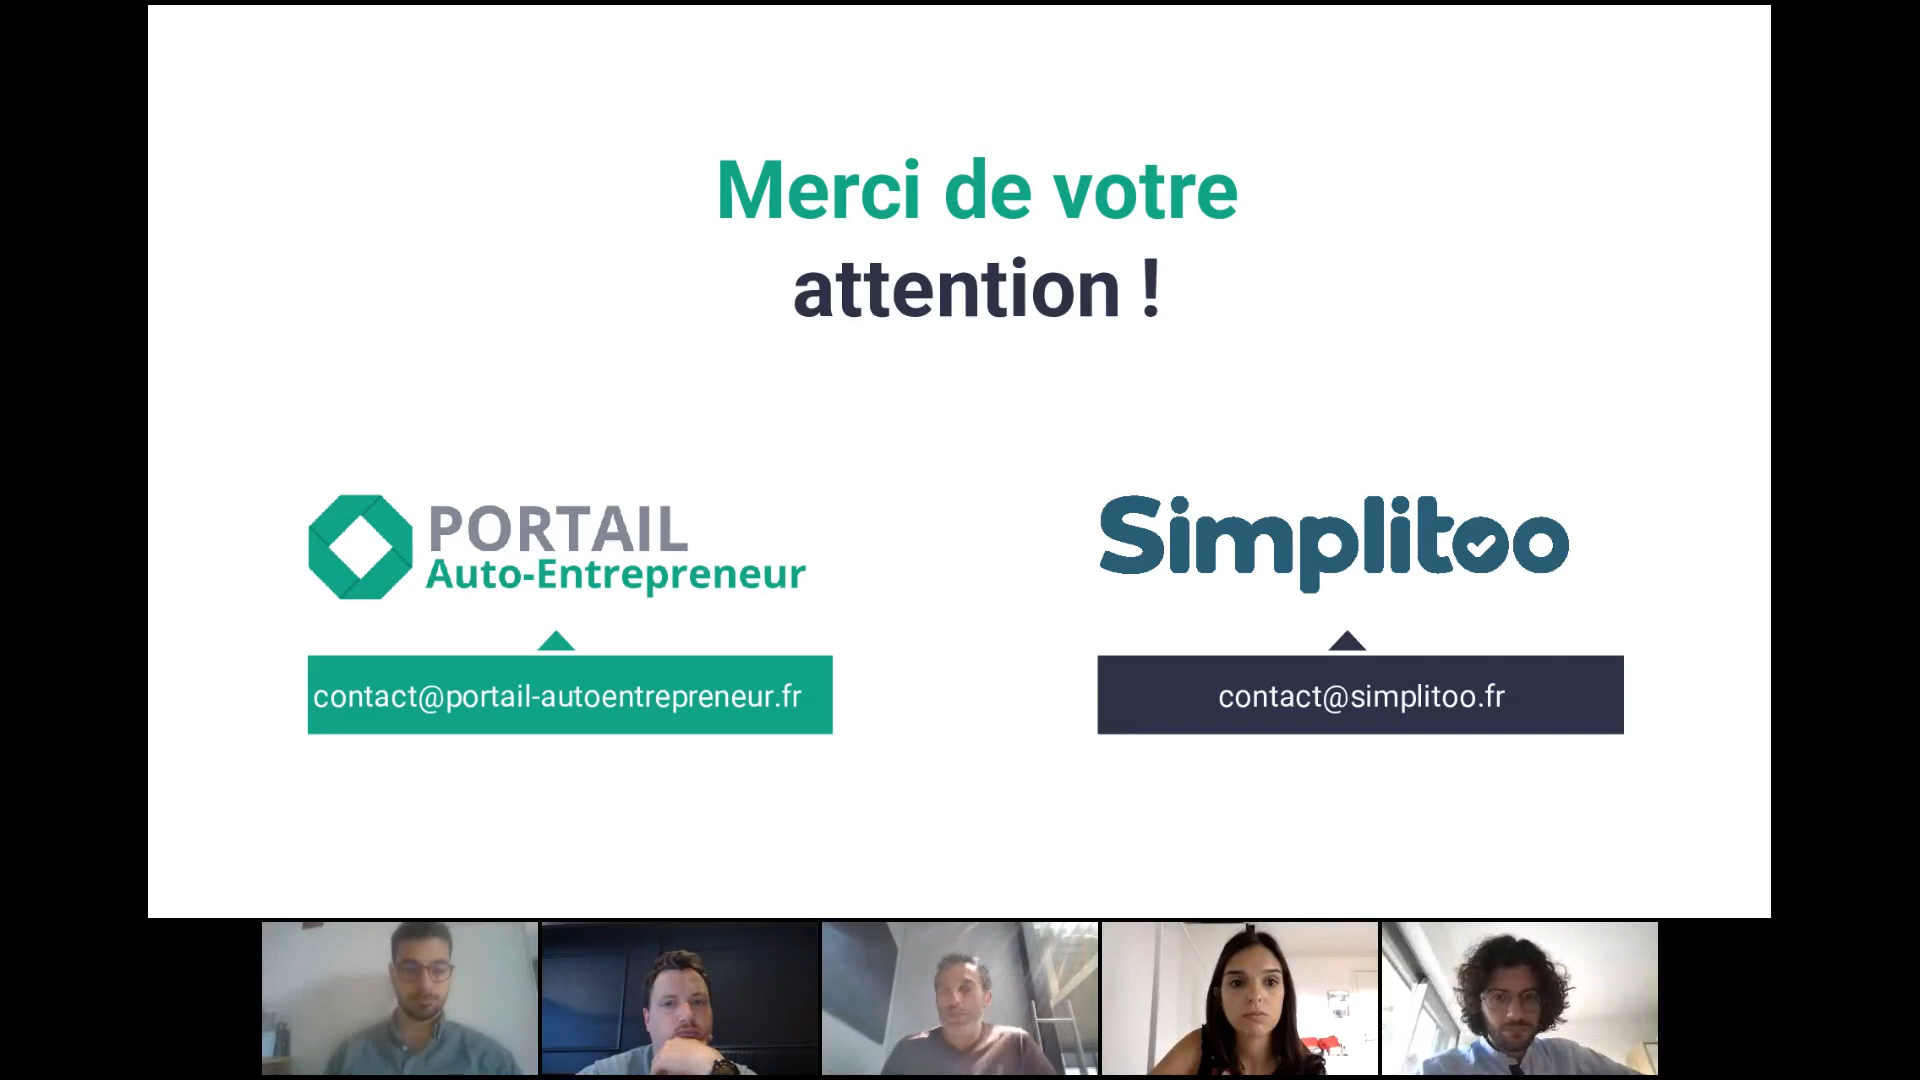 Merci de votre
attention !
PORTAIL
Auto-Entrepreneur
Simplitoo
contact@portail-autoentrepreneur.fr
contact@simplitoo.fr